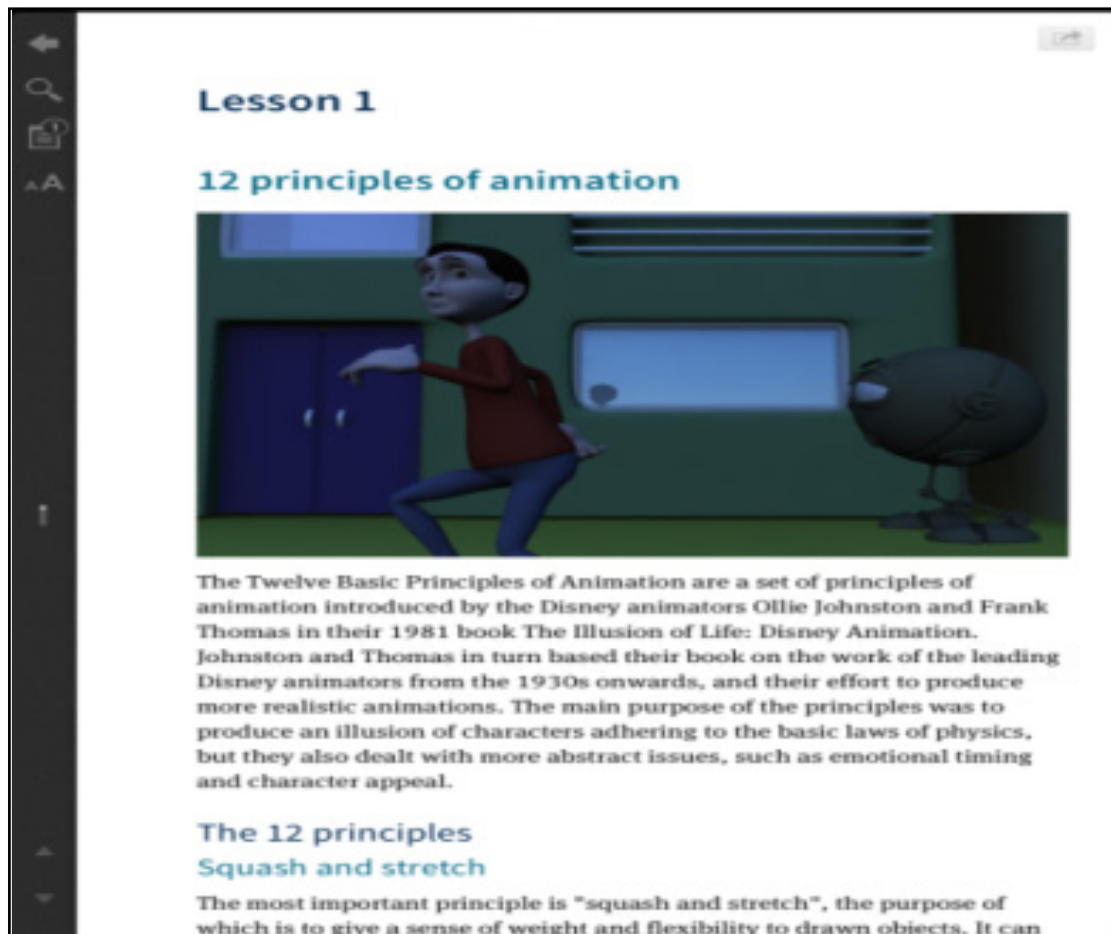 Lesson 1
12 principles of animation
The Twelve Basic Principles of Animation are a set of principles of
animation introduced by the Disney animators Ollie Johnston and Frank
Thomas in their 1981 book The Illusion of Life: Disney Animation.
Johnston and Thomas in turn based their book on the work of the leading
Disney animators from the 1930s onwards, and their effort to produce
more realistic animations. The main purpose of the principles was to
produce an illusion of characters adhering to the basic laws of physics,
but they also dealt with more abstract issues, such as emotional timing
and character appeal.
The 12 principles
Squash and stretch
The most important principle is "squash and stretch", the purpose of
which is to give a sense of weight and flexibility to drawn objects. It can